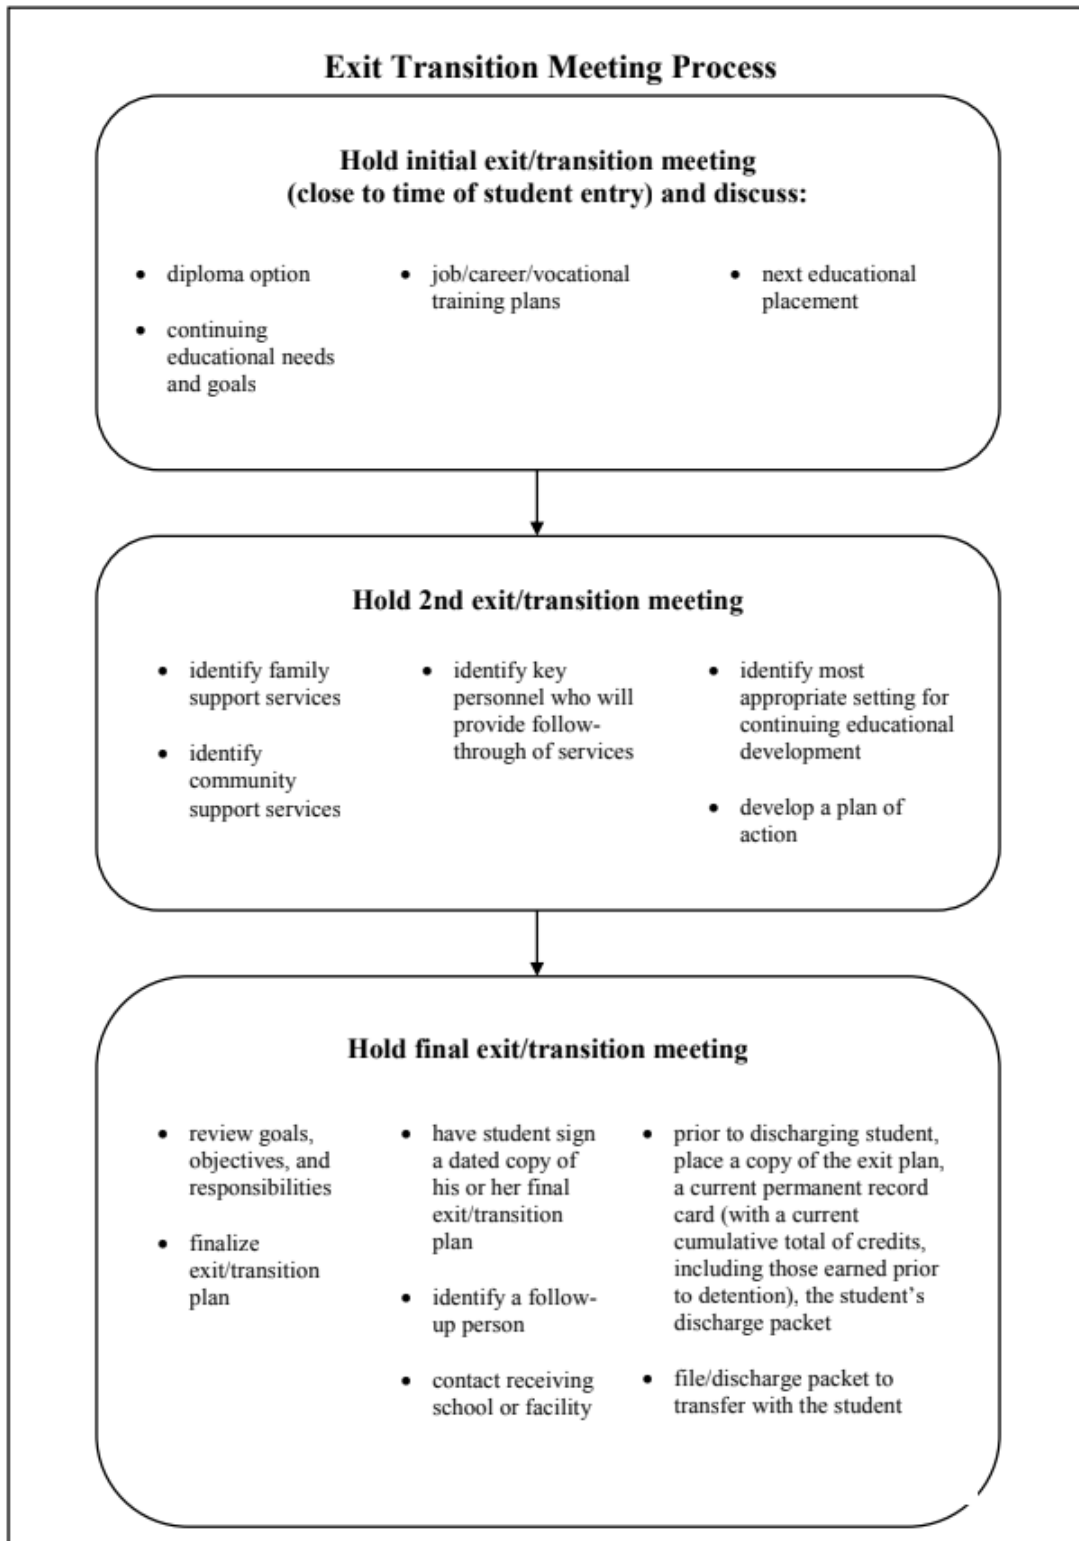 Exit Transition Meeting Process
Hold initial exit/transition meeting
(close to time of student entry) and discuss:
• diploma option
• continuing
educational needs
and goals
• job/career/vocational
training plans
• next educational
placement
Hold 2nd exit/transition meeting
• identify family
support services
• identify
community
support services
• identify key
personnel who will
provide follow-
through of services
• identify most
appropriate setting for
continuing educational
development
• develop a plan of
action
Hold final exit/transition meeting
• review goals,
objectives, and
responsibilities
• finalize
exit/transition
plan
• have student sign
a dated copy of
his or her final
exit/transition
plan
• identify a follow-
up person
• contact receiving
school or facility
• prior to discharging student,
place a copy of the exit plan,
a current permanent record
card (with a current
cumulative total of credits,
including those earned prior
to detention), the student’s
discharge packet
• file/discharge packet to
transfer with the student